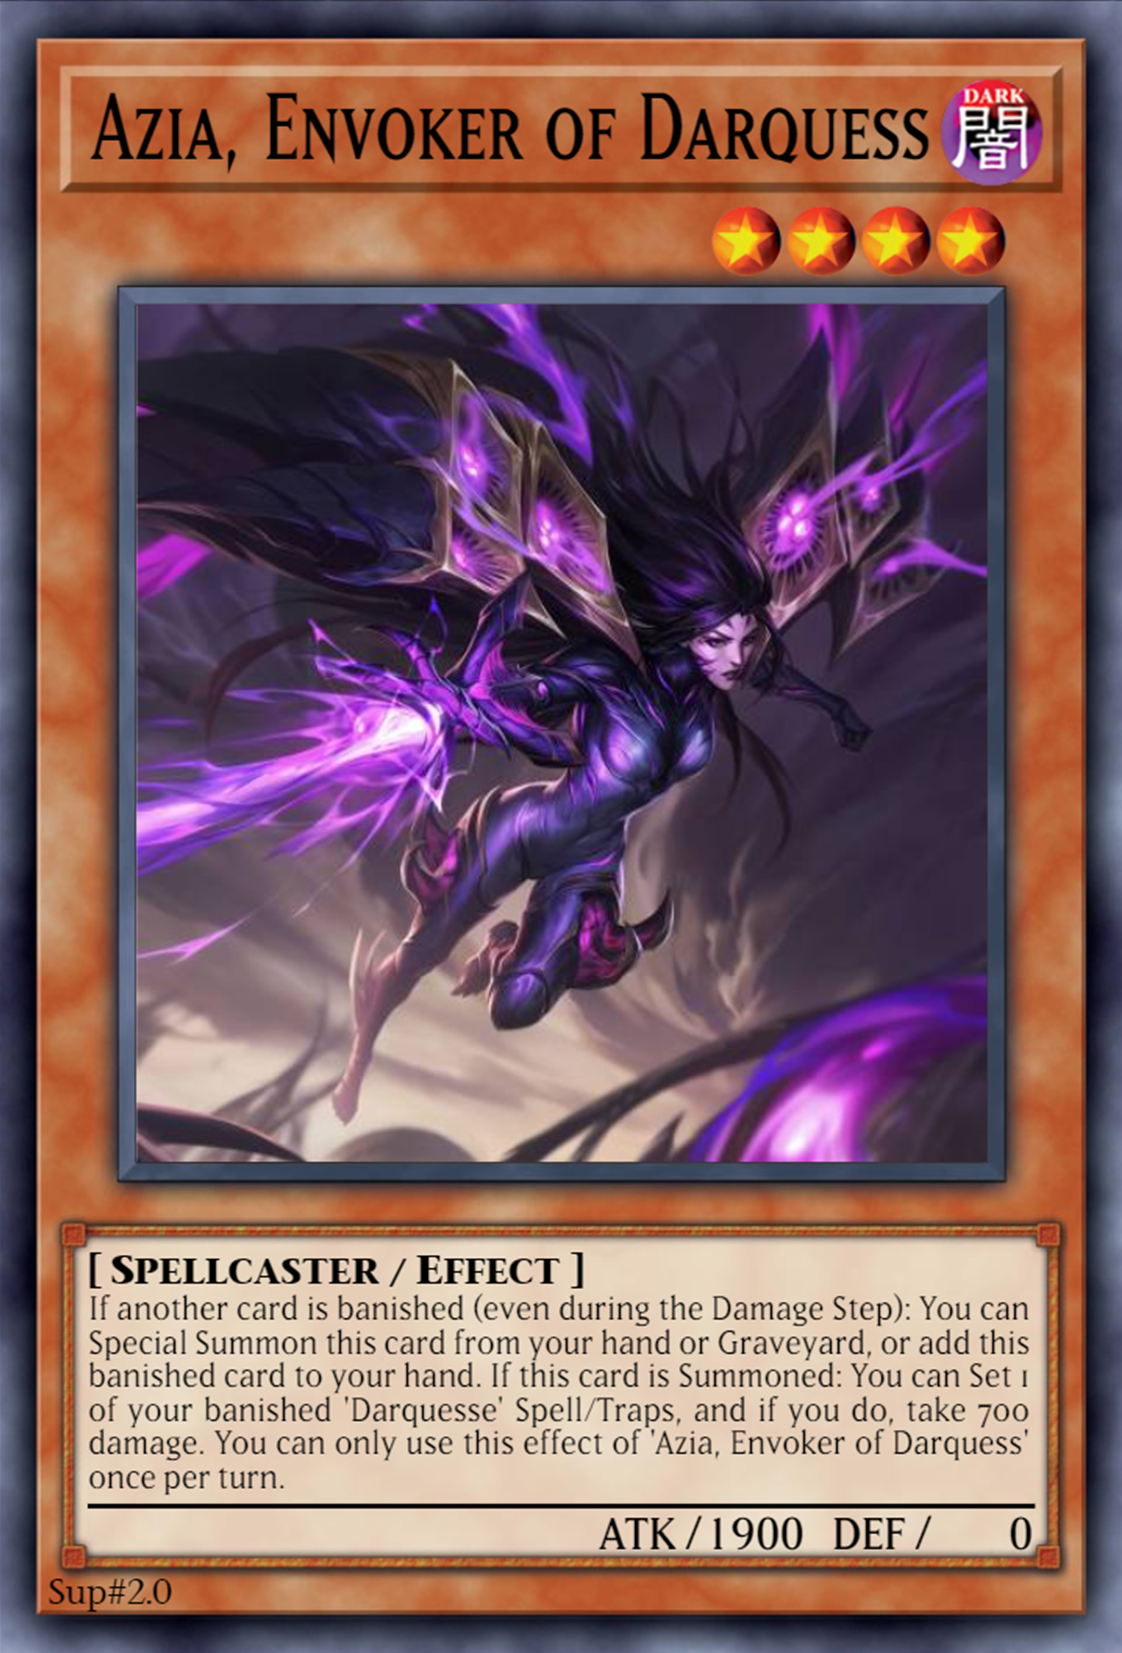 Azia, Envoker of Darquess
DARK
闇
[ Spellcaster / Effect ]
If another card is banished (even during the Damage Step): You can
Special Summon this card from your hand or Graveyard, or add this
banished card to your hand. If this card is Summoned: You can Set 1
of your banished 'Darquesse' Spell/Traps, and if you do, take 700
damage. You can only use this effect of 'Azia, Envoker of Darquess'
once per turn.
ATK / 1900 DEF / 0
Sup#2.0